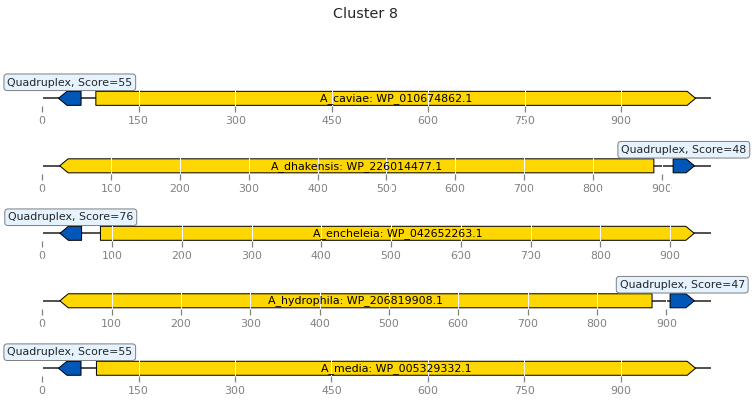 Cluster 8
Quadruplex, Score=55
A_caviae: WP_010674862.1
0 150 300 450 600 750 900
Quadruplex, Score=48
A_dhakensis: WP_226014477.1
0 100 200 300 400 500 600 700 800 900
Quadruplex, Score=76
A_encheleia: WP_042652263.1
0 100 200 300 400 500 600 700 800 900
Quadruplex, Score=47
A_hydrophila: WP_206819908.1
0 100 200 300 400 500 600 700 800 900
Quadruplex, Score=55
A_media: WP_005329332.1
0 150 300 450 600 750 900